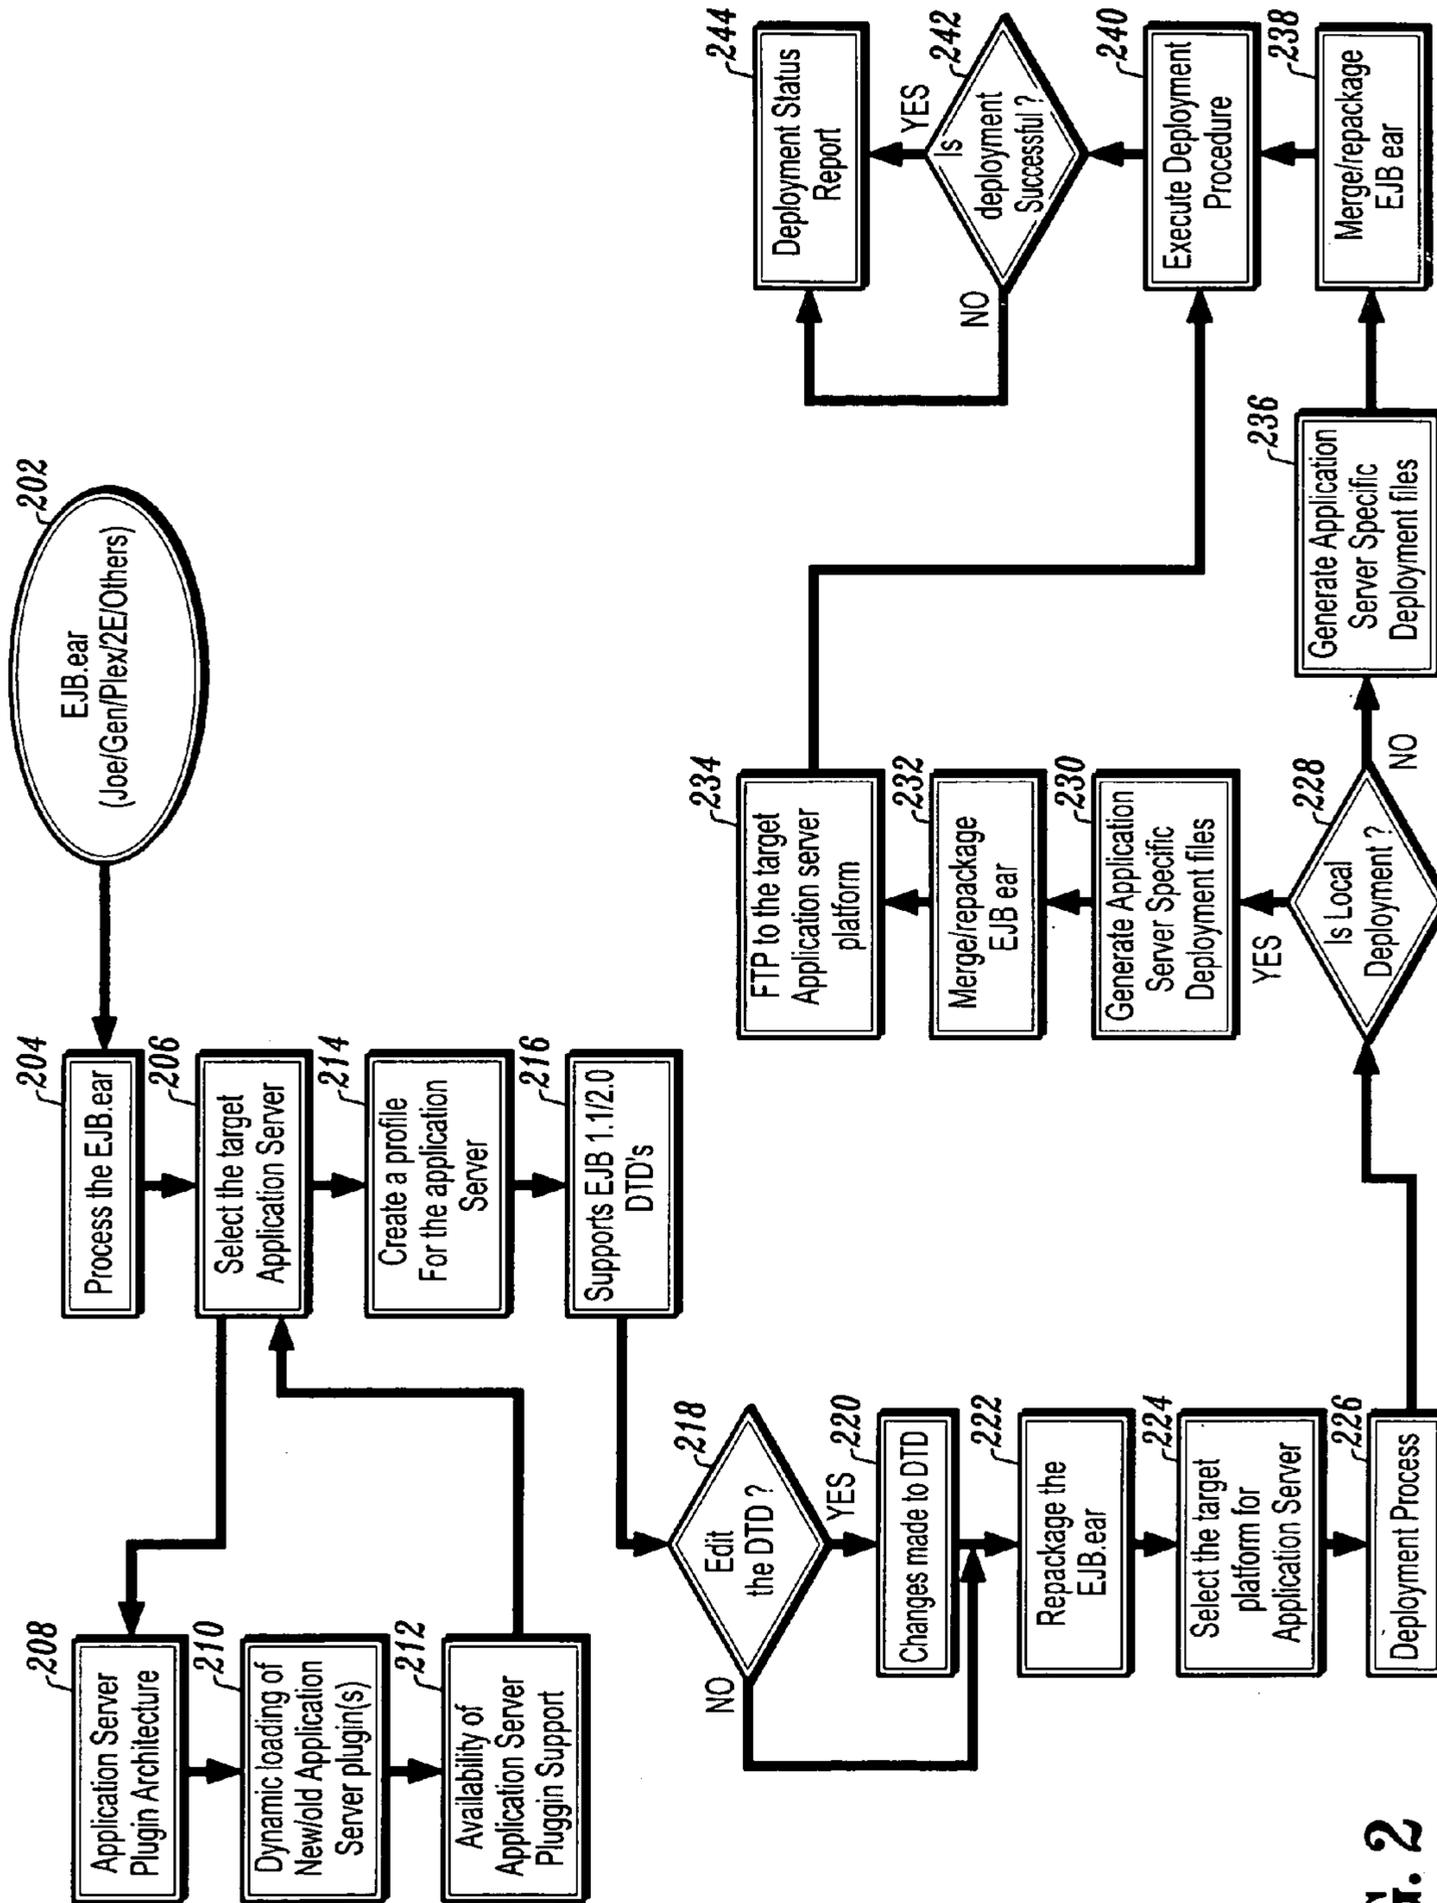 202
EJB.ear
(Joe/Gen/Plex/2E/Others)
204
Process the EJB.ear
206
Select the target
Application Server
208
Application Server
Plugin Architecture
210
Dynamic loading of
New/old Application
Server plugin(s)
212
Availability of
Application Server
Pluggin Support
214
Create a profile
For the application
Server
216
Supports EJB 1.1/2.0
DTD's
218
Edit
the DTD ?
NO
YES
220
Changes made to DTD
222
Repackage the
EJB.ear
224
Select the target
platform for
Application Server
226
Deployment Process
228
Is Local
Deployment ?
YES
NO
230
Generate Application
Server Specific
Deployment files
232
Merge/repackage
EJB ear
234
FTP to the target
Application server
platform
236
Generate Application
Server Specific
Deployment files
238
Merge/repackage
EJB ear
240
Execute Deployment
Procedure
242
Is
deployment
Successful ?
YES
NO
244
Deployment Status
Report
2